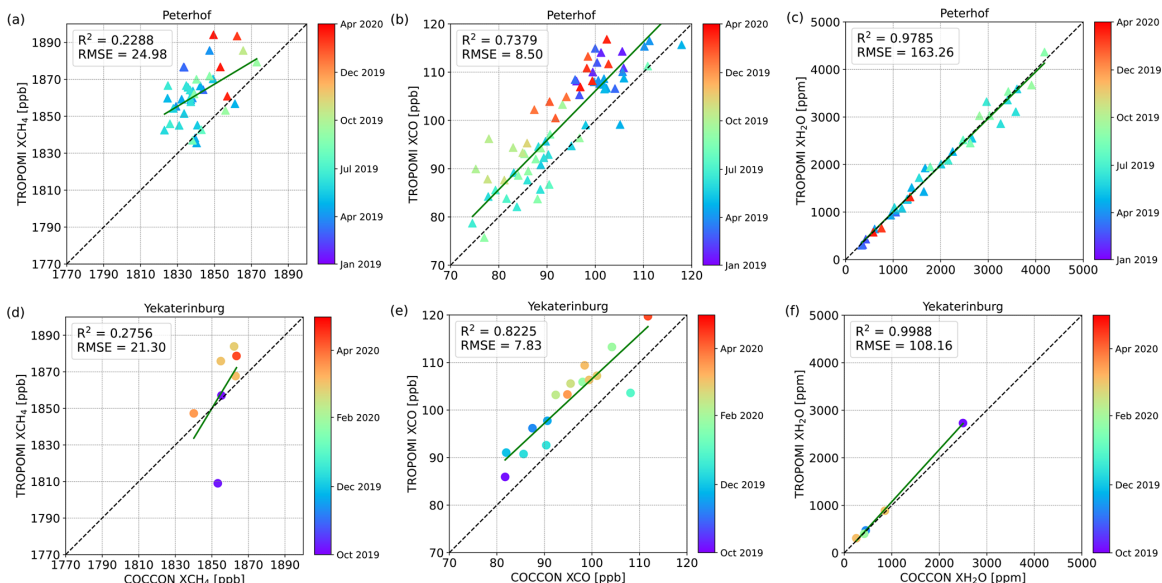 (a)
Peterhof
R² = 0.2288
RMSE = 24.98
TROPOMI XCH₄ [ppb]
1890
1870
1850
1830
1810
1790
1770
1770 1790 1810 1830 1850 1870 1890
Apr 2020
Dec 2019
Oct 2019
Jul 2019
Apr 2019
Jan 2019
(b)
Peterhof
R² = 0.7379
RMSE = 8.50
TROPOMI XCO [ppb]
120
110
100
90
80
70
70 80 90 100 110 120
Apr 2020
Dec 2019
Oct 2019
Jul 2019
Apr 2019
Jan 2019
(c)
Peterhof
R² = 0.9785
RMSE = 163.26
TROPOMI XH₂O [ppm]
5000
4000
3000
2000
1000
0
0 1000 2000 3000 4000 5000
Apr 2020
Dec 2019
Oct 2019
Jul 2019
Apr 2019
Jan 2019
(d)
Yekaterinburg
R² = 0.2756
RMSE = 21.30
TROPOMI XCH₄ [ppb]
1890
1870
1850
1830
1810
1790
1770
1770 1790 1810 1830 1850 1870 1890
COCCON XCH₄ [ppb]
Apr 2020
Feb 2020
Dec 2019
Oct 2019
(e)
Yekaterinburg
R² = 0.8225
RMSE = 7.83
TROPOMI XCO [ppb]
120
110
100
90
80
70
70 80 90 100 110 120
COCCON XCO [ppb]
Apr 2020
Feb 2020
Dec 2019
Oct 2019
(f)
Yekaterinburg
R² = 0.9988
RMSE = 108.16
TROPOMI XH₂O [ppm]
5000
4000
3000
2000
1000
0
0 1000 2000 3000 4000 5000
COCCON XH₂O [ppm]
Apr 2020
Feb 2020
Dec 2019
Oct 2019